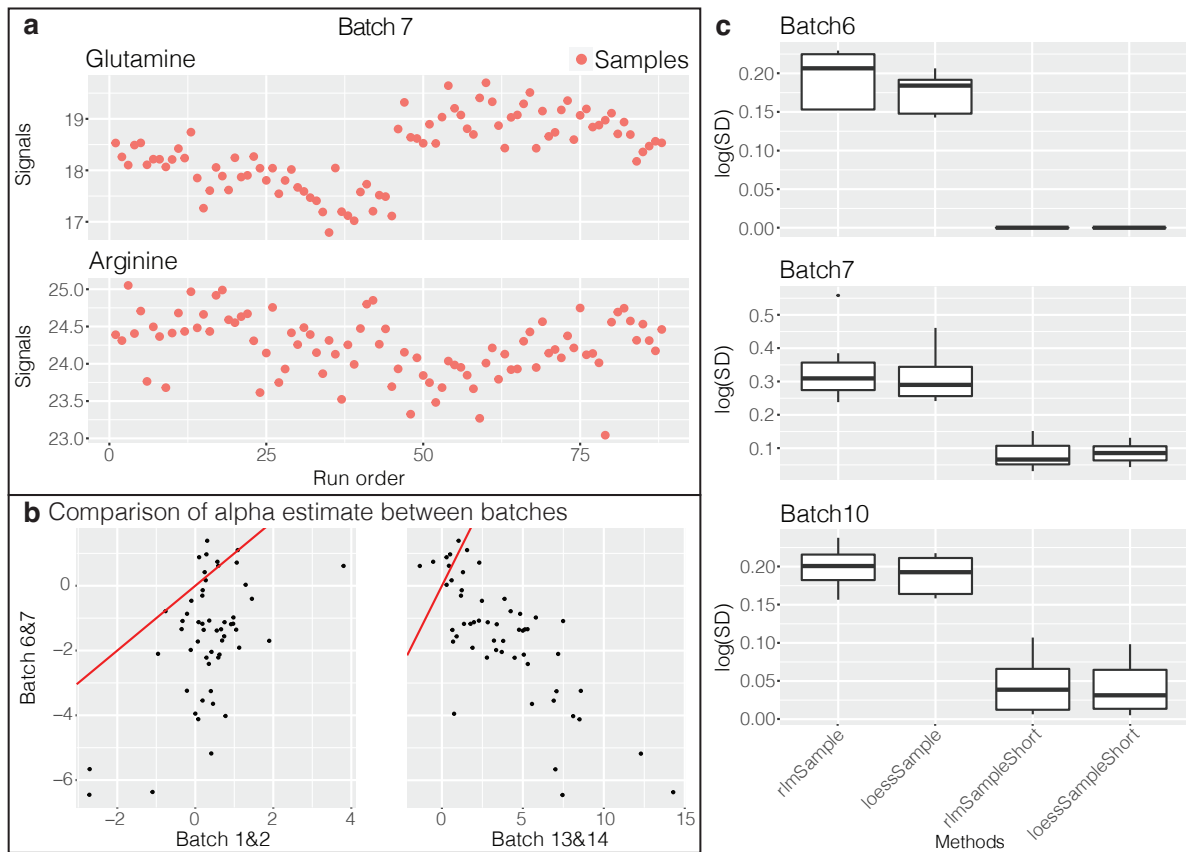 a
Batch 7
Glutamine
Samples
Signals
19
18
17
Arginine
Signals
25.0
24.5
24.0
23.5
23.0
0
25
50
75
Run order
b Comparison of alpha estimate between batches
Batch 6&7
0
−2
−4
−6
−2
0
2
4
Batch 1&2
0
5
10
15
Batch 13&14
c
Batch6
log(SD)
0.20
0.15
0.10
0.05
0.00
Batch7
log(SD)
0.5
0.4
0.3
0.2
0.1
Batch10
log(SD)
0.20
0.15
0.10
0.05
0.00
rlmSample
loessSample
rlmSampleShort
loessSampleShort
Methods